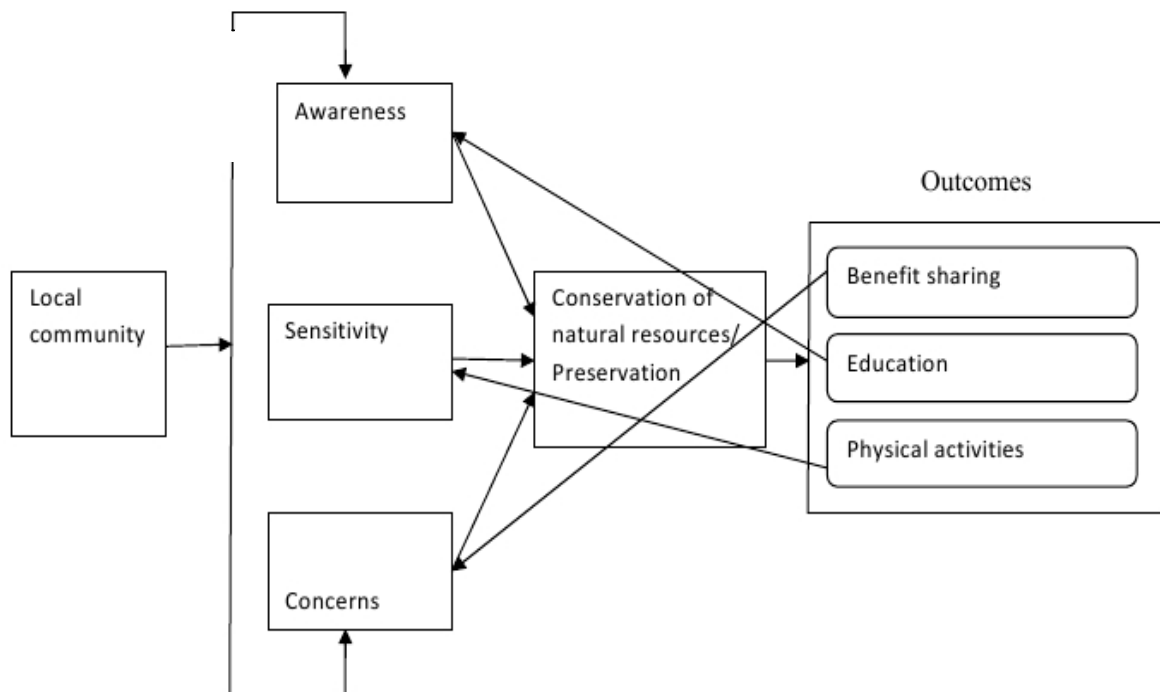 Awareness
Outcomes
Local
community
Sensitivity
Conservation of
natural resources/
Preservation
Benefit sharing
Education
Physical activities
Concerns